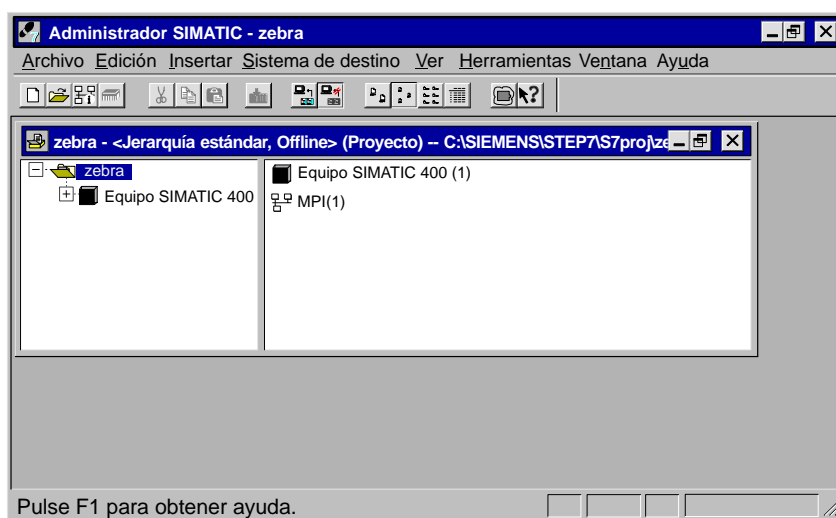 Administrador SIMATIC - zebra
Archivo Edición Insertar Sistema de destino Ver Herramientas Ventana Ayuda
zebra - <Jerarquía estándar, Offline> (Proyecto) -- C:\SIEMENS\STEP7\S7proj\ze
zebra
Equipo SIMATIC 400
Equipo SIMATIC 400 (1)
MPI(1)
Pulse F1 para obtener ayuda.